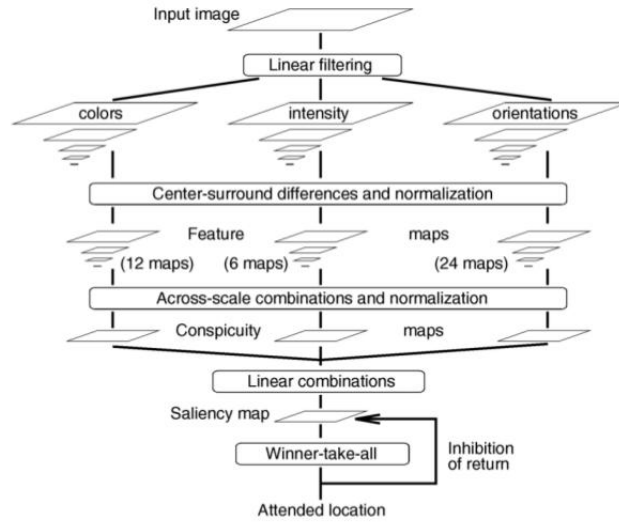 Input image
Linear filtering
colors intensity orientations
Center-surround differences and normalization
Feature maps
(12 maps) (6 maps) (24 maps)
Across-scale combinations and normalization
Conspicuity maps
Linear combinations
Saliency map
Winner-take-all
Inhibition
of return
Attended location